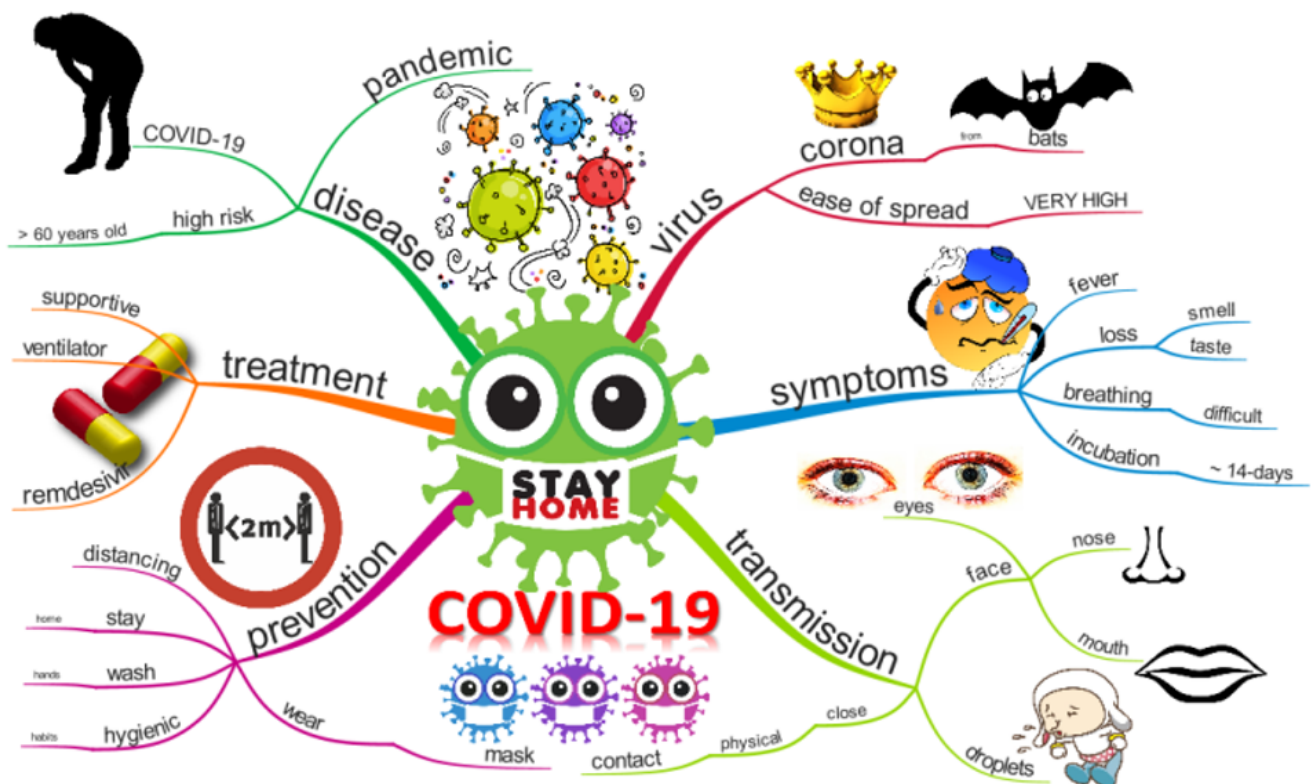 pandemic
COVID-19
disease
high risk
> 60 years old
virus
corona
from
bats
ease of spread
VERY HIGH
supportive
ventilator
treatment
remdesivir
symptoms
fever
loss
smell
taste
breathing
difficult
incubation
~ 14-days
STAY
HOME
COVID-19
<2m>
prevention
distancing
stay
home
wash
hands
hygienic
habits
wear
mask
transmission
face
eyes
nose
mouth
droplets
close
physical
contact